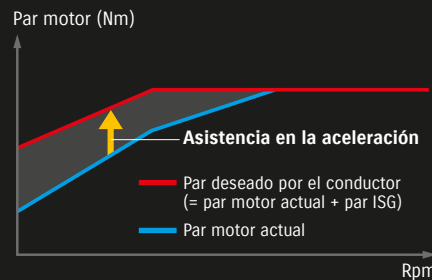 Par motor (Nm)
Asistencia en la aceleración
Par deseado por el conductor
(= par motor actual + par ISG)
Par motor actual
Rpm